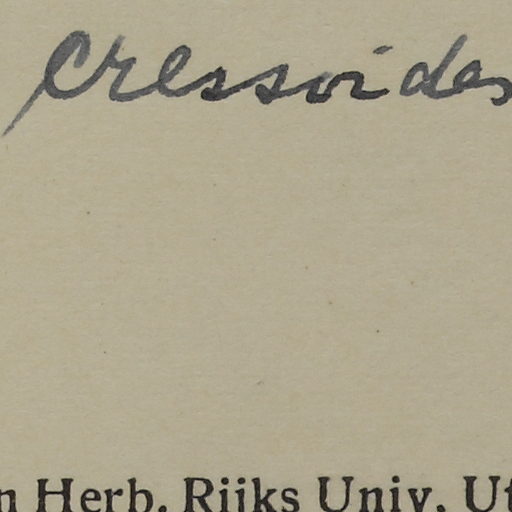 cressoides
n Herb. Rijks Univ. Ut